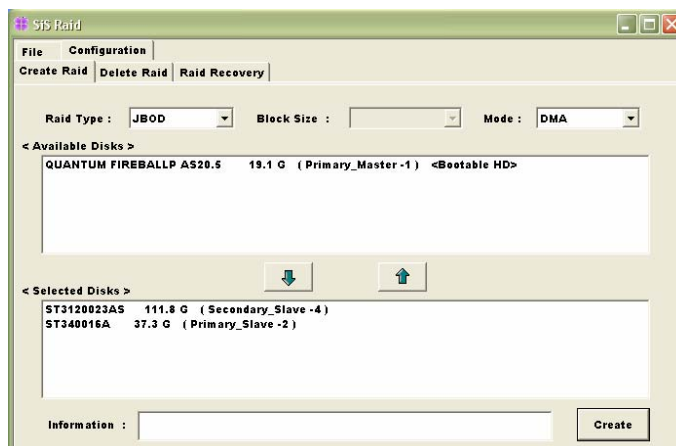 SiS Raid
File Configuration
Create Raid Delete Raid Raid Recovery
Raid Type : JBOD Block Size : Mode : DMA
< Available Disks >
QUANTUM FIREBALLP AS20.5 19.1 G ( Primary_Master -1 ) <Bootable HD>
< Selected Disks >
ST3120023AS 111.8 G ( Secondary_Slave -4 )
ST340016A 37.3 G ( Primary_Slave -2 )
Information : Create